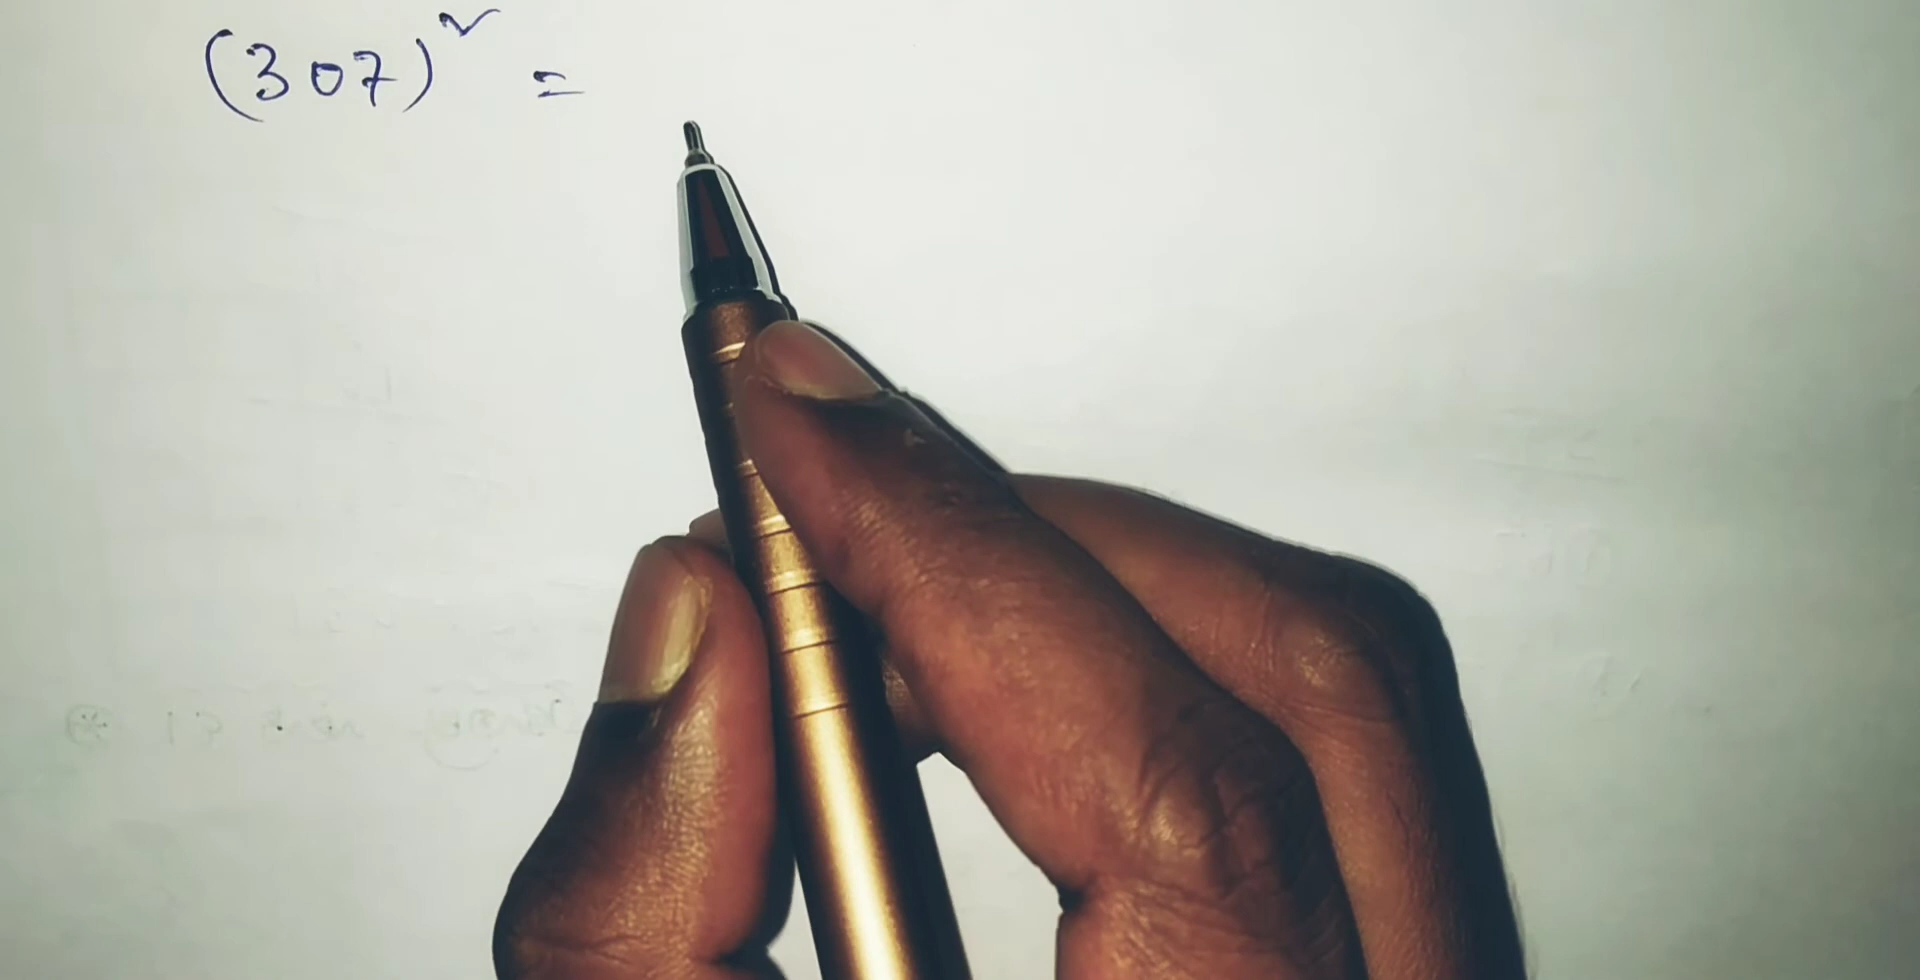 (307)² =